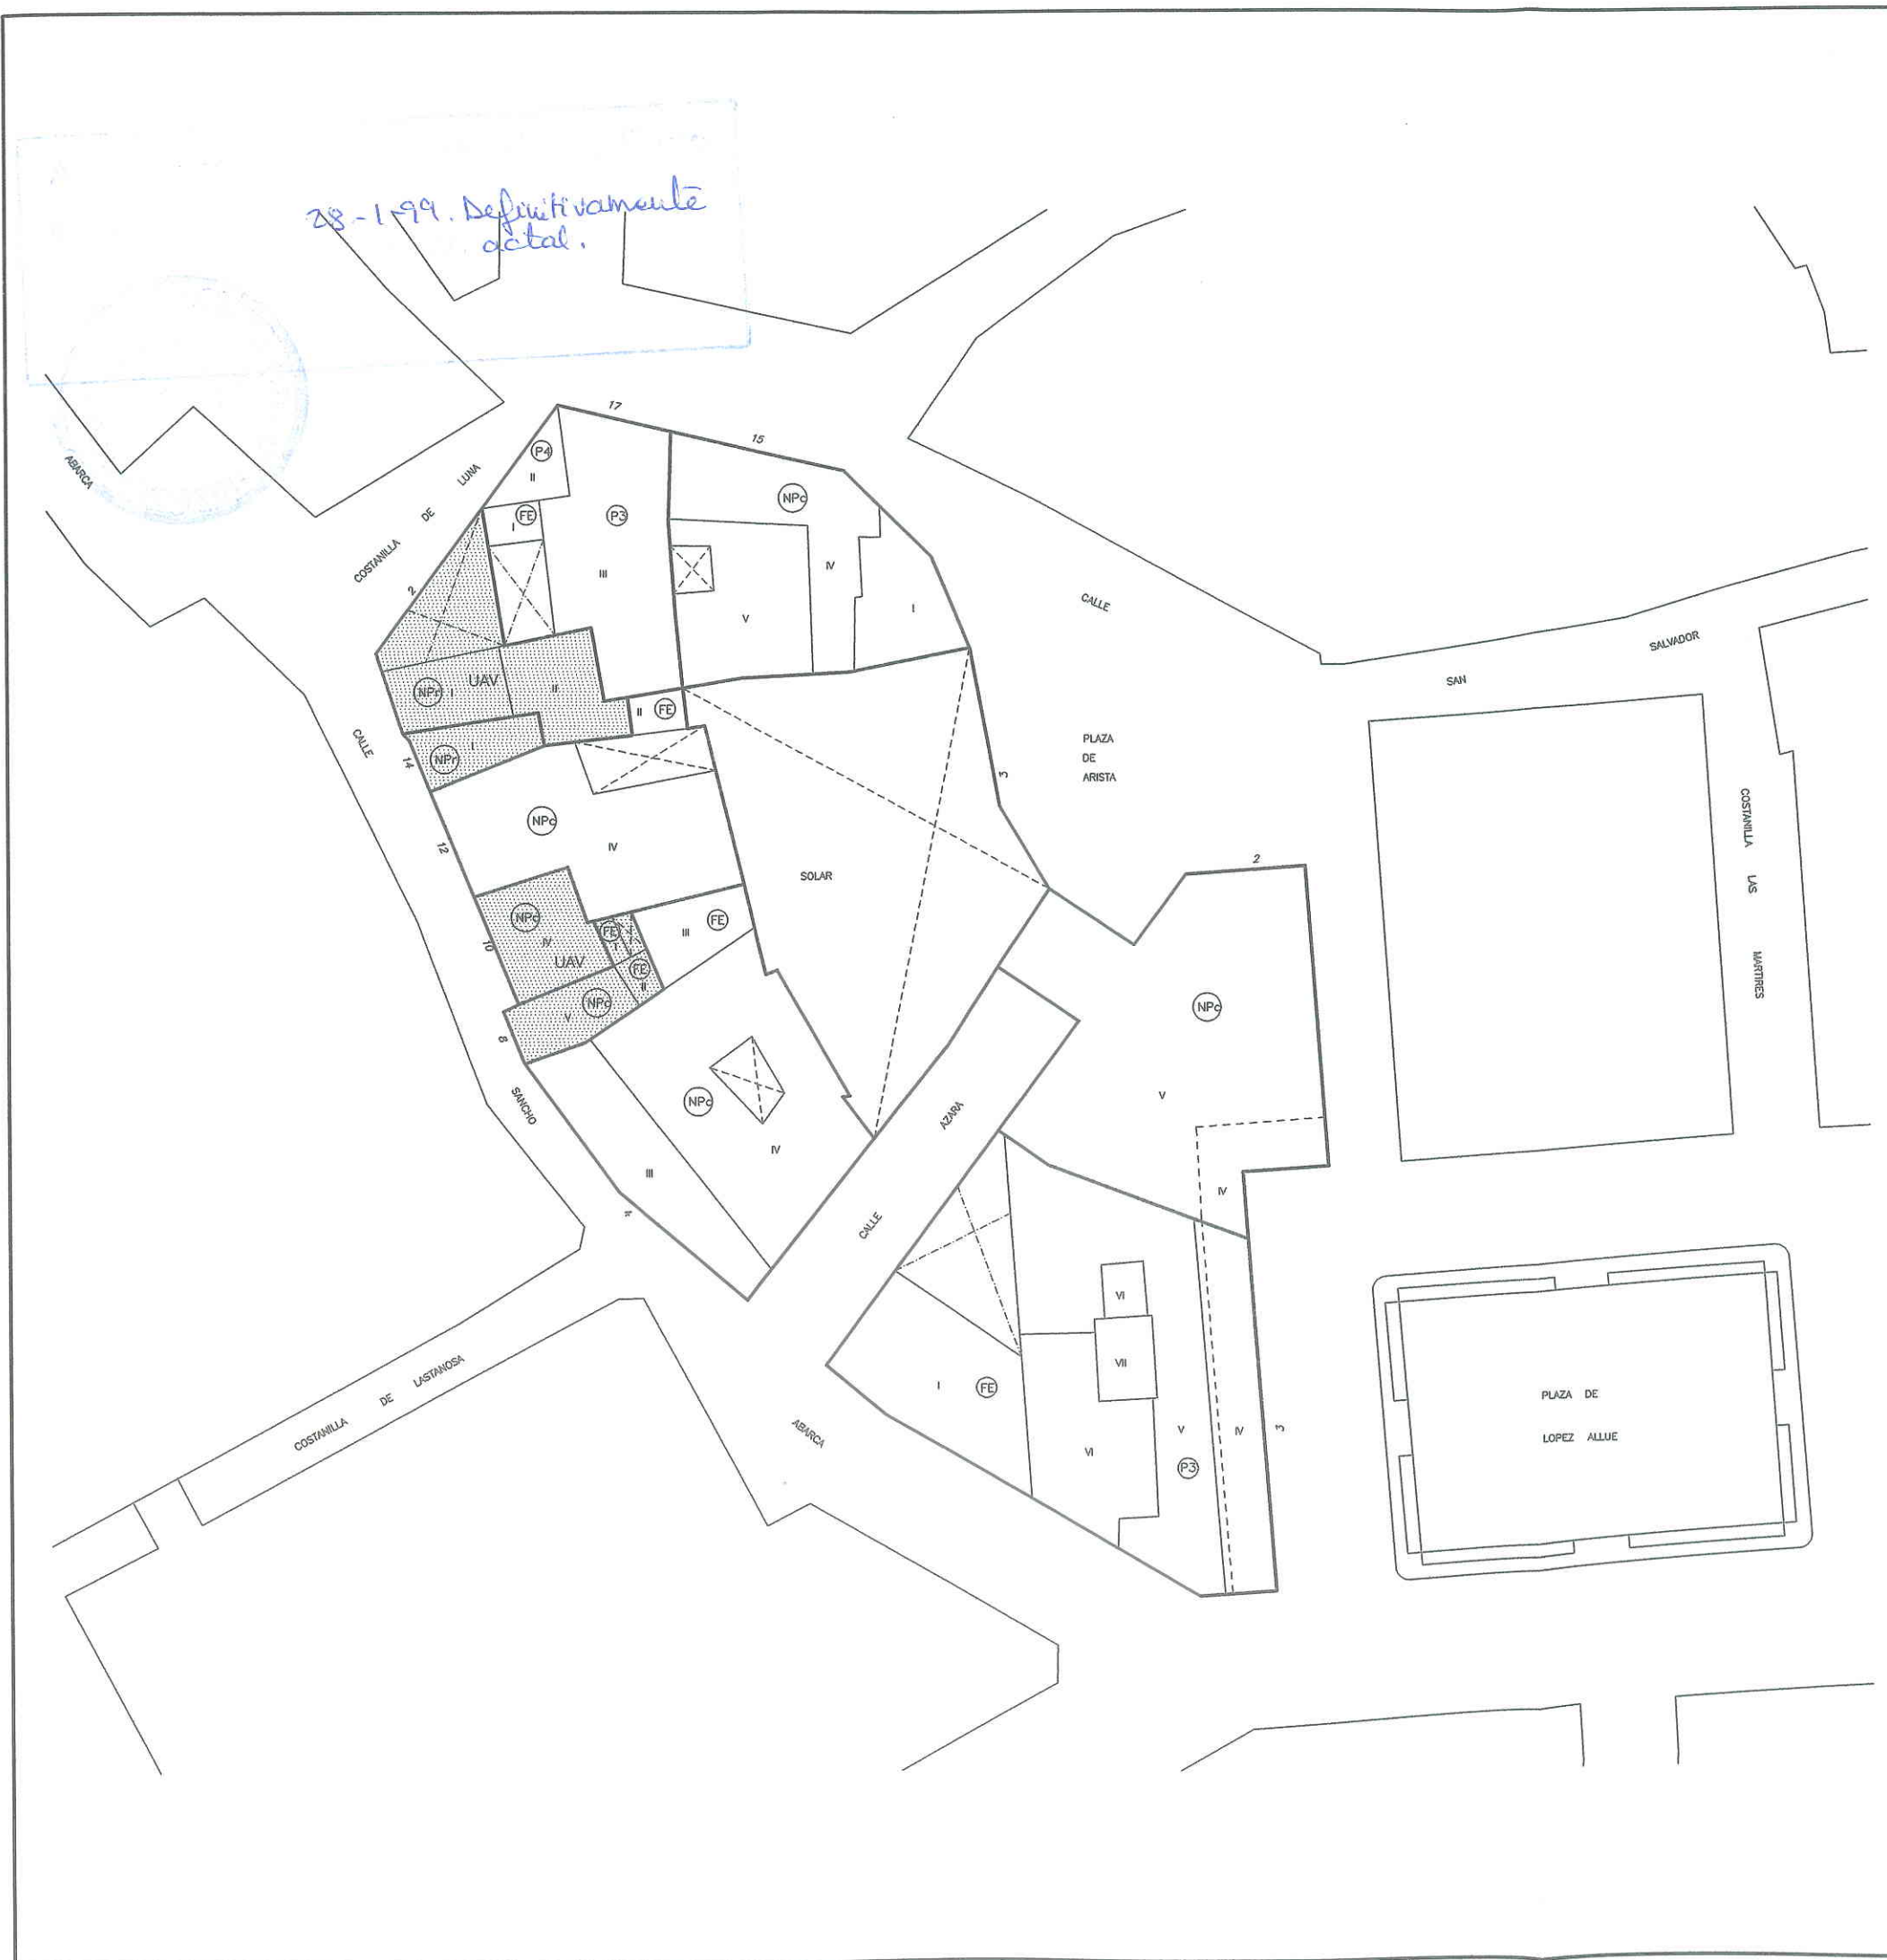 28-1-99. Definitivamente
actal.
17
15
P4
II
LUNA
DE
COSTANILLA
ABARCA
FE
I
P3
III
NPc
IV
V
I
2
CALLE
SALVADOR
SAN
NPr
I
UAV
II
II
FE
NPr
I
CALLE
14
PLAZA
DE
ARISTA
3
NPc
IV
12
SOLAR
COSTANILLA
LAS
MARTIRES
2
NPc
IV
UAV
10
FE
I
FE
II
III
FE
NPc
V
8
SANCHO
NPc
V
IV
NPc
IV
III
4
AZARA
CALLE
VI
VII
I
FE
VI
V
P3
IV
3
ABARCA
COSTANILLA
DE
LASTANOSA
PLAZA DE
LOPEZ ALLUE